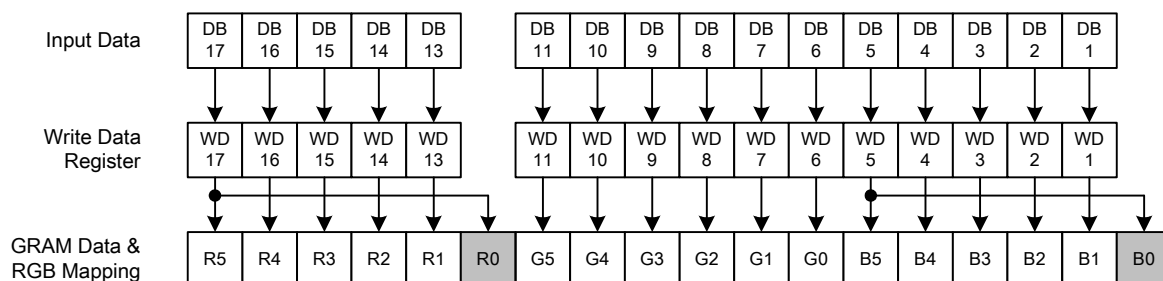 Input Data
DB DB DB DB DB DB DB DB DB DB DB DB DB DB DB DB
17 16 15 14 13 11 10 9 8 7 6 5 4 3 2 1
Write Data
Register
WD WD WD WD WD WD WD WD WD WD WD WD WD WD WD WD
17 16 15 14 13 11 10 9 8 7 6 5 4 3 2 1
GRAM Data &
RGB Mapping
R5 R4 R3 R2 R1 R0 G5 G4 G3 G2 G1 G0 B5 B4 B3 B2 B1 B0